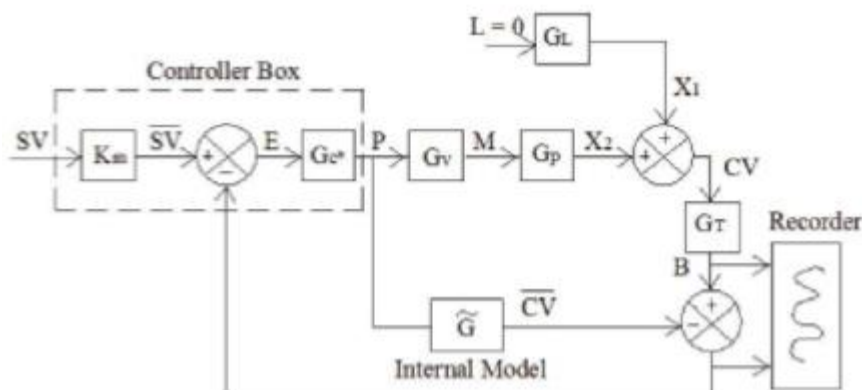 L = 0
GL
Controller Box
X1
SV
Km
SV
E
Gc*
P
Gv
M
Gp
X2
CV
GT
Recorder
B
G̃
CV
Internal Model